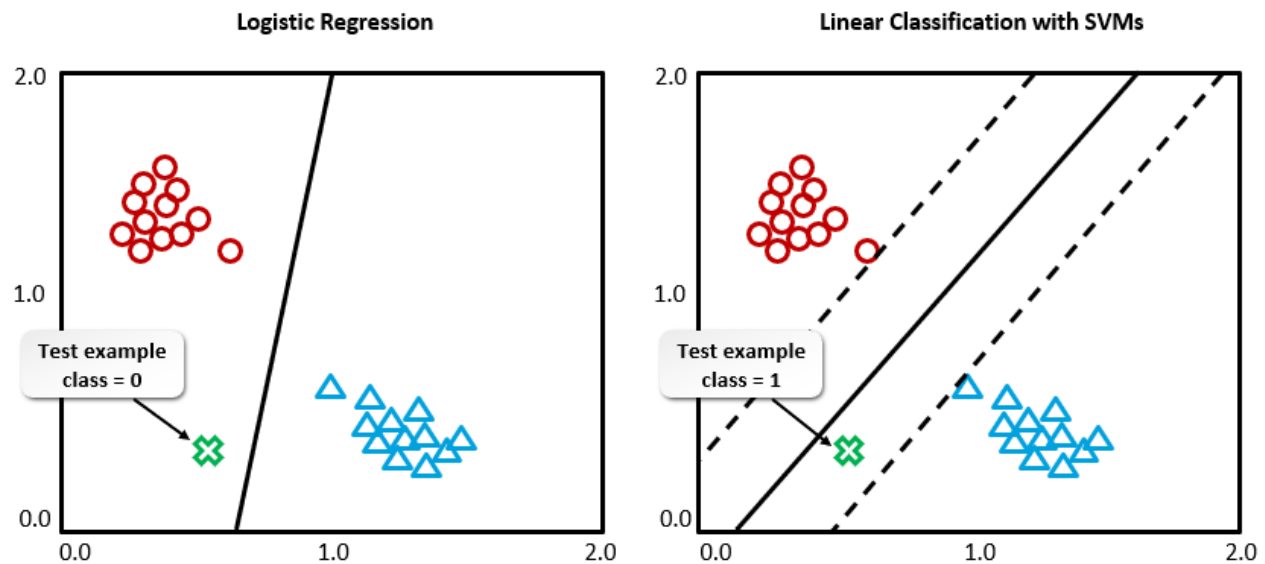 Logistic Regression
2.0
1.0
Test example
class = 0
0.0
0.0 1.0 2.0
Linear Classification with SVMs
2.0
1.0
Test example
class = 1
0.0
0.0 1.0 2.0